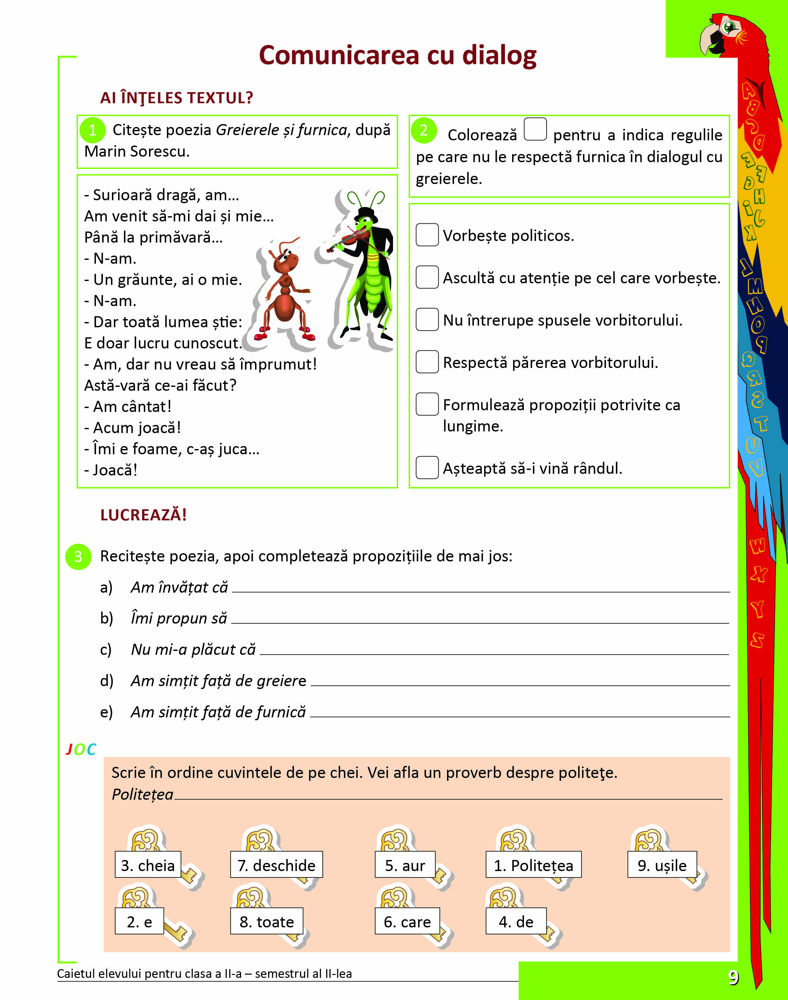 Comunicarea cu dialog
AI ÎNŢELES TEXTUL?
1 Citește poezia Greierele și furnica, după
Marin Sorescu.
- Surioară dragă, am...
Am venit să-mi dai și mie...
Până la primăvară...
- N-am.
- Un grăunte, ai o mie.
- N-am.
- Dar toată lumea știe:
E doar lucru cunoscut.
- Am, dar nu vreau să împrumut!
Astă-vară ce-ai făcut?
- Am cântat!
- Acum joacă!
- Îmi e foame, c-aș juca...
- Joacă!
2 Colorează pentru a indica regulile
pe care nu le respectă furnica în dialogul cu
greierele.
Vorbește politicos.
Ascultă cu atenție pe cel care vorbește.
Nu întrerupe spusele vorbitorului.
Respectă părerea vorbitorului.
Formulează propoziții potrivite ca
lungime.
Așteaptă să-i vină rândul.
LUCREAZĂ!
3 Recitește poezia, apoi completează propozițiile de mai jos:
a) Am învățat că
b) Îmi propun să
c) Nu mi-a plăcut că
d) Am simțit față de greiere
e) Am simțit față de furnică
JOC
Scrie în ordine cuvintele de pe chei. Vei afla un proverb despre politeţe.
Politețea
3. cheia 7. deschide 5. aur 1. Politețea 9. ușile
2. e 8. toate 6. care 4. de
Caietul elevului pentru clasa a II-a – semestrul al II-lea
9
A
B
C
D
E
F
G
H
I
J
K
L
M
N
O
P
Q
R
S
T
U
V
W
X
Y
Z